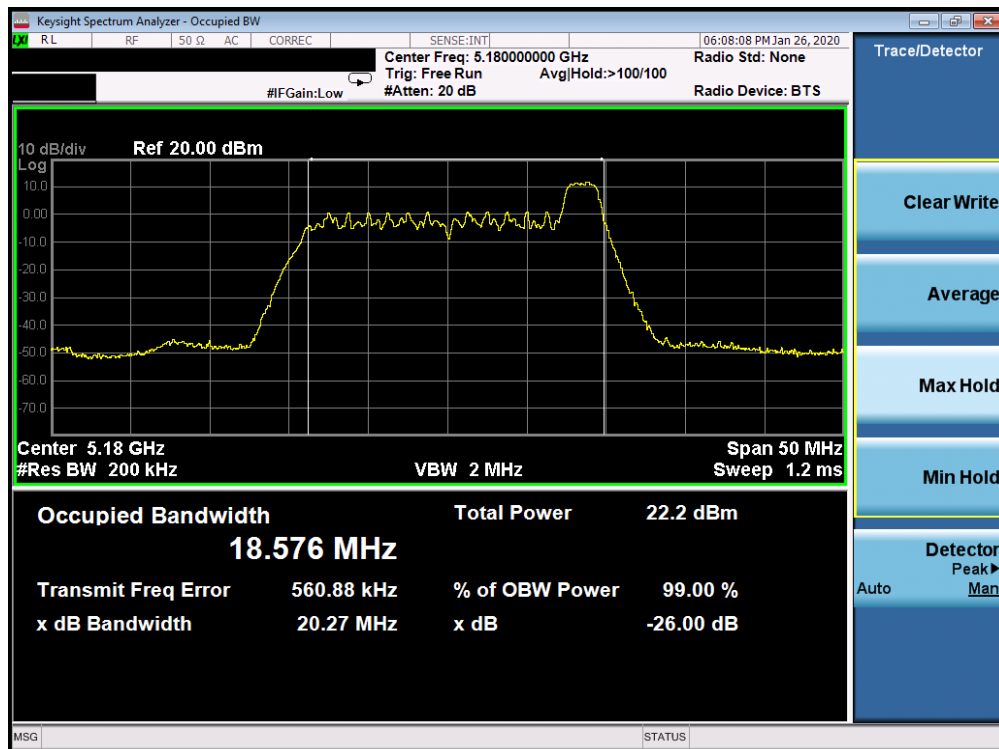 Keysight Spectrum Analyzer - Occupied BW
LXI RL RF 50 Ω AC CORREC SENSE:INT 06:08:08 PM Jan 26, 2020
Center Freq: 5.180000000 GHz Radio Std: None
Trig: Free Run Avg|Hold:>100/100
#IFGain:Low #Atten: 20 dB Radio Device: BTS
10 dB/div Ref 20.00 dBm
Log
10.0
0.00
-10.0
-20.0
-30.0
-40.0
-50.0
-60.0
-70.0
Center 5.18 GHz Span 50 MHz
#Res BW 200 kHz VBW 2 MHz Sweep 1.2 ms
Occupied Bandwidth Total Power 22.2 dBm
18.576 MHz
Transmit Freq Error 560.88 kHz % of OBW Power 99.00 %
x dB Bandwidth 20.27 MHz x dB -26.00 dB
MSG STATUS
Trace/Detector
Clear Write
Average
Max Hold
Min Hold
Detector
Peak▶
Auto Man